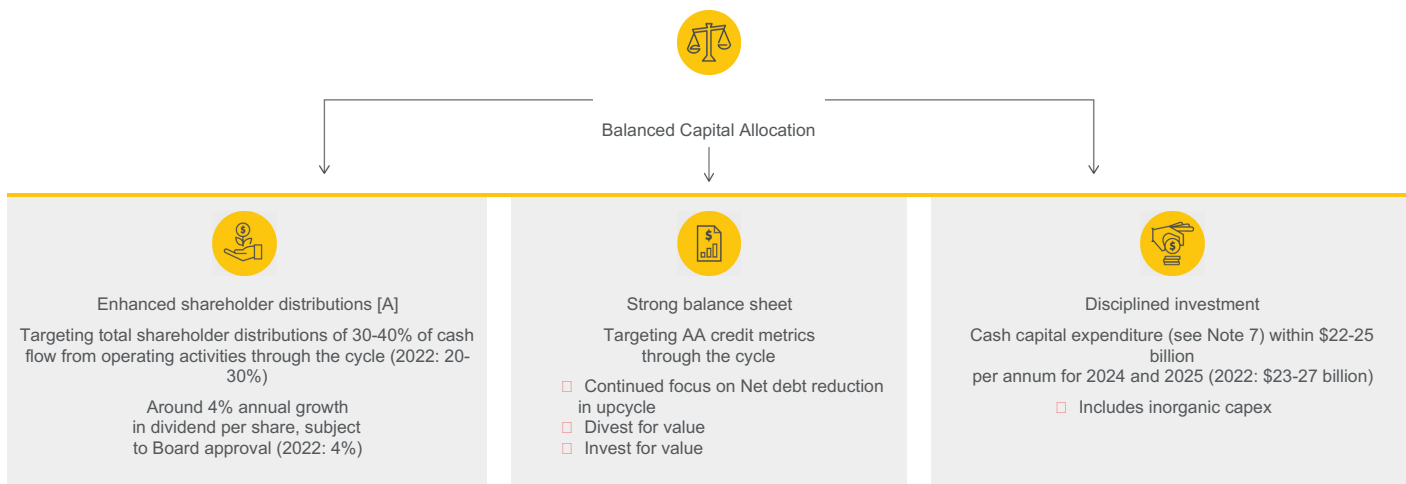 Balanced Capital Allocation
Enhanced shareholder distributions [A]
Targeting total shareholder distributions of 30-40% of cash
flow from operating activities through the cycle (2022: 20-
30%)
Around 4% annual growth
in dividend per share, subject
to Board approval (2022: 4%)
$
Strong balance sheet
Targeting AA credit metrics
through the cycle
Continued focus on Net debt reduction
in upcycle
Divest for value
Invest for value
$
Disciplined investment
Cash capital expenditure (see Note 7) within $22-25
billion
per annum for 2024 and 2025 (2022: $23-27 billion)
Includes inorganic capex
$